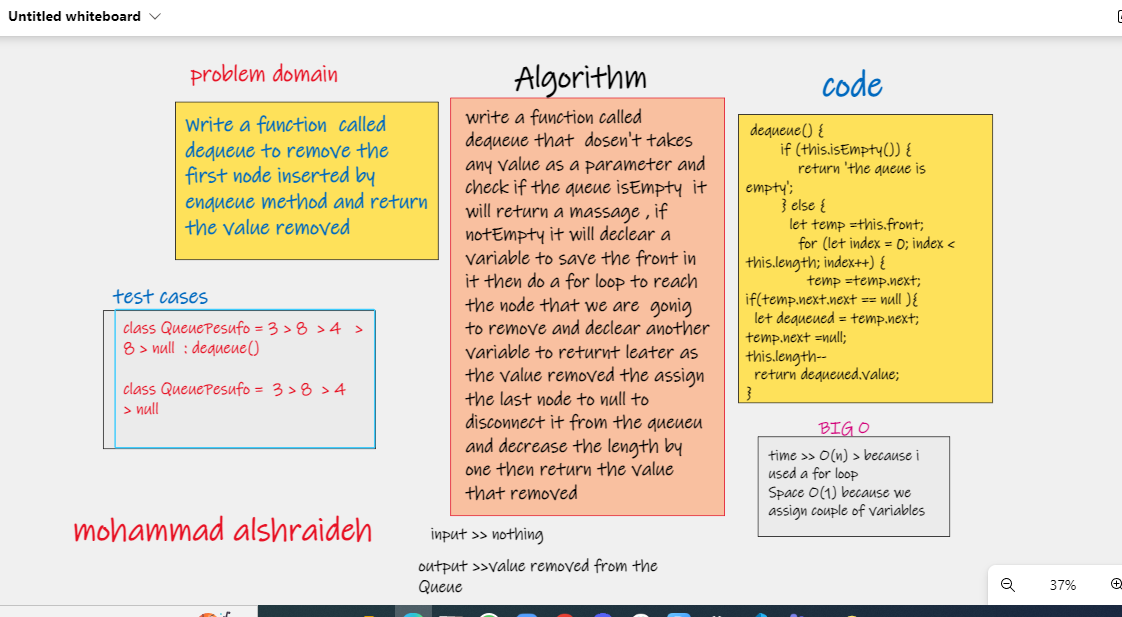 Untitled whiteboard
problem domain
Write a function called
dequeue to remove the
first node inserted by
enqueue method and return
the value removed
test cases
class QueuePesufo = 3 > 8 > 4 >
8 > null : dequeue()
class QueuePesufo = 3 > 8 > 4
> null
mohammad alshraideh
Algorithm
write a function called
dequeue that dosen't takes
any value as a parameter and
check if the queue isEmpty it
will return a massage , if
notEmpty it will declear a
variable to save the front in
it then do a for loop to reach
the node that we are gonig
to remove and declear another
variable to returnt leater as
the value removed the assign
the last node to null to
disconnect it from the queueu
and decrease the length by
one then return the value
that removed
input >> nothing
output >>value removed from the
Queue
code
dequeue() {
if (this.isEmpty()) {
return 'the queue is
empty';
} else {
let temp =this.front;
for (let index = 0; index <
this.length; index++) {
temp =temp.next;
if(temp.next.next == null ){
let dequeued = temp.next;
temp.next =null;
this.length--
return dequeued.value;
}
BIG O
time >> O(n) > because i
used a for loop
Space O(1) because we
assign couple of variables
37%